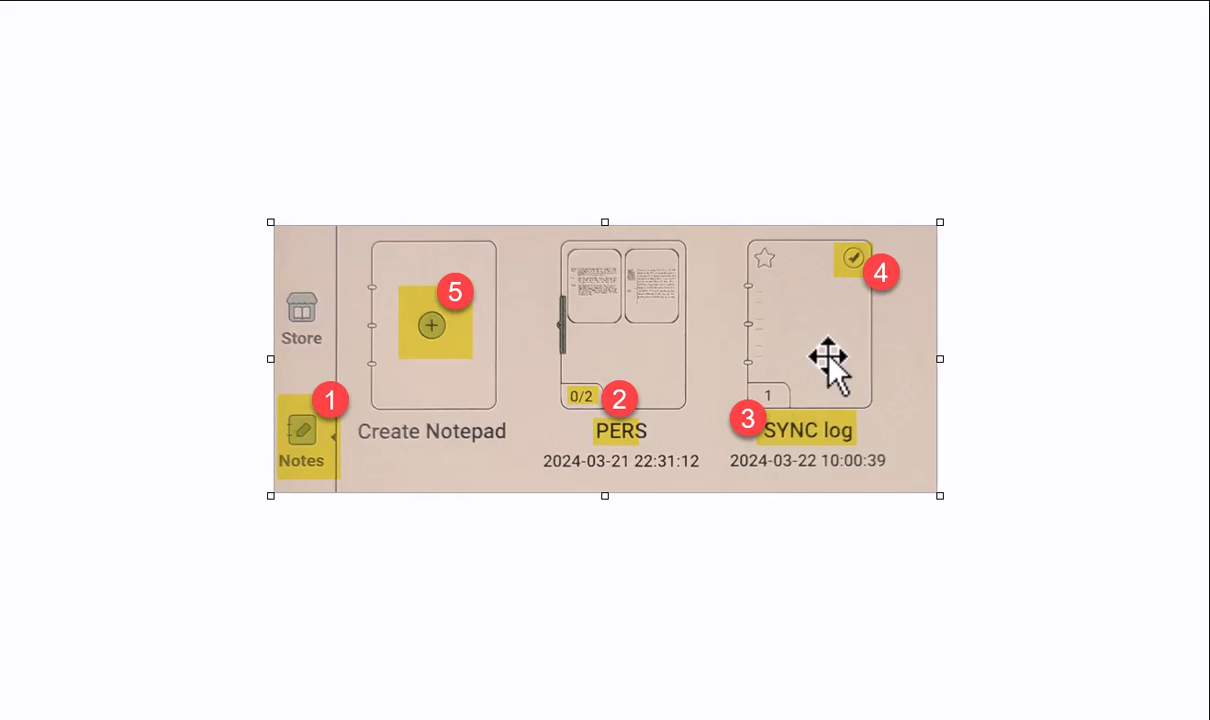 5
4
Store
1
0/2
2
1
3
Create Notepad
PERS
SYNC log
Notes
2024-03-21 22:31:12
2024-03-22 10:00:39